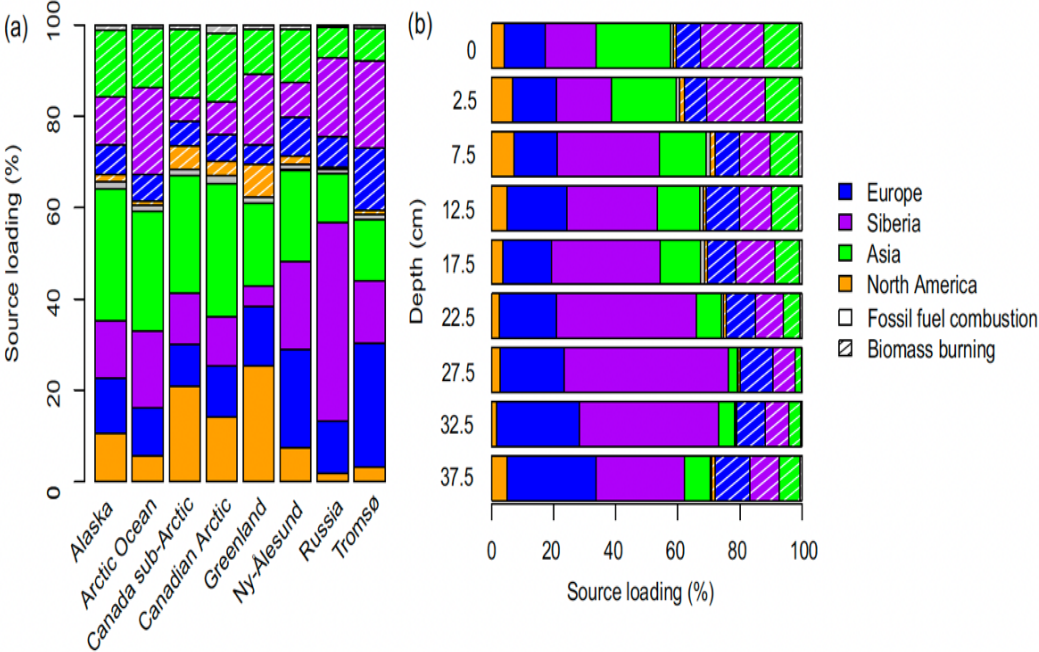 (a)
Source loading (%)
100
80
60
40
20
0
Alaska
Arctic Ocean
Canada sub-Arctic
Canadian Arctic
Greenland
Ny-Ålesund
Russia
Tromsø
(b)
Depth (cm)
0
2.5
7.5
12.5
17.5
22.5
27.5
32.5
37.5
0 20 40 60 80 100
Source loading (%)
Europe
Siberia
Asia
North America
Fossil fuel combustion
Biomass burning